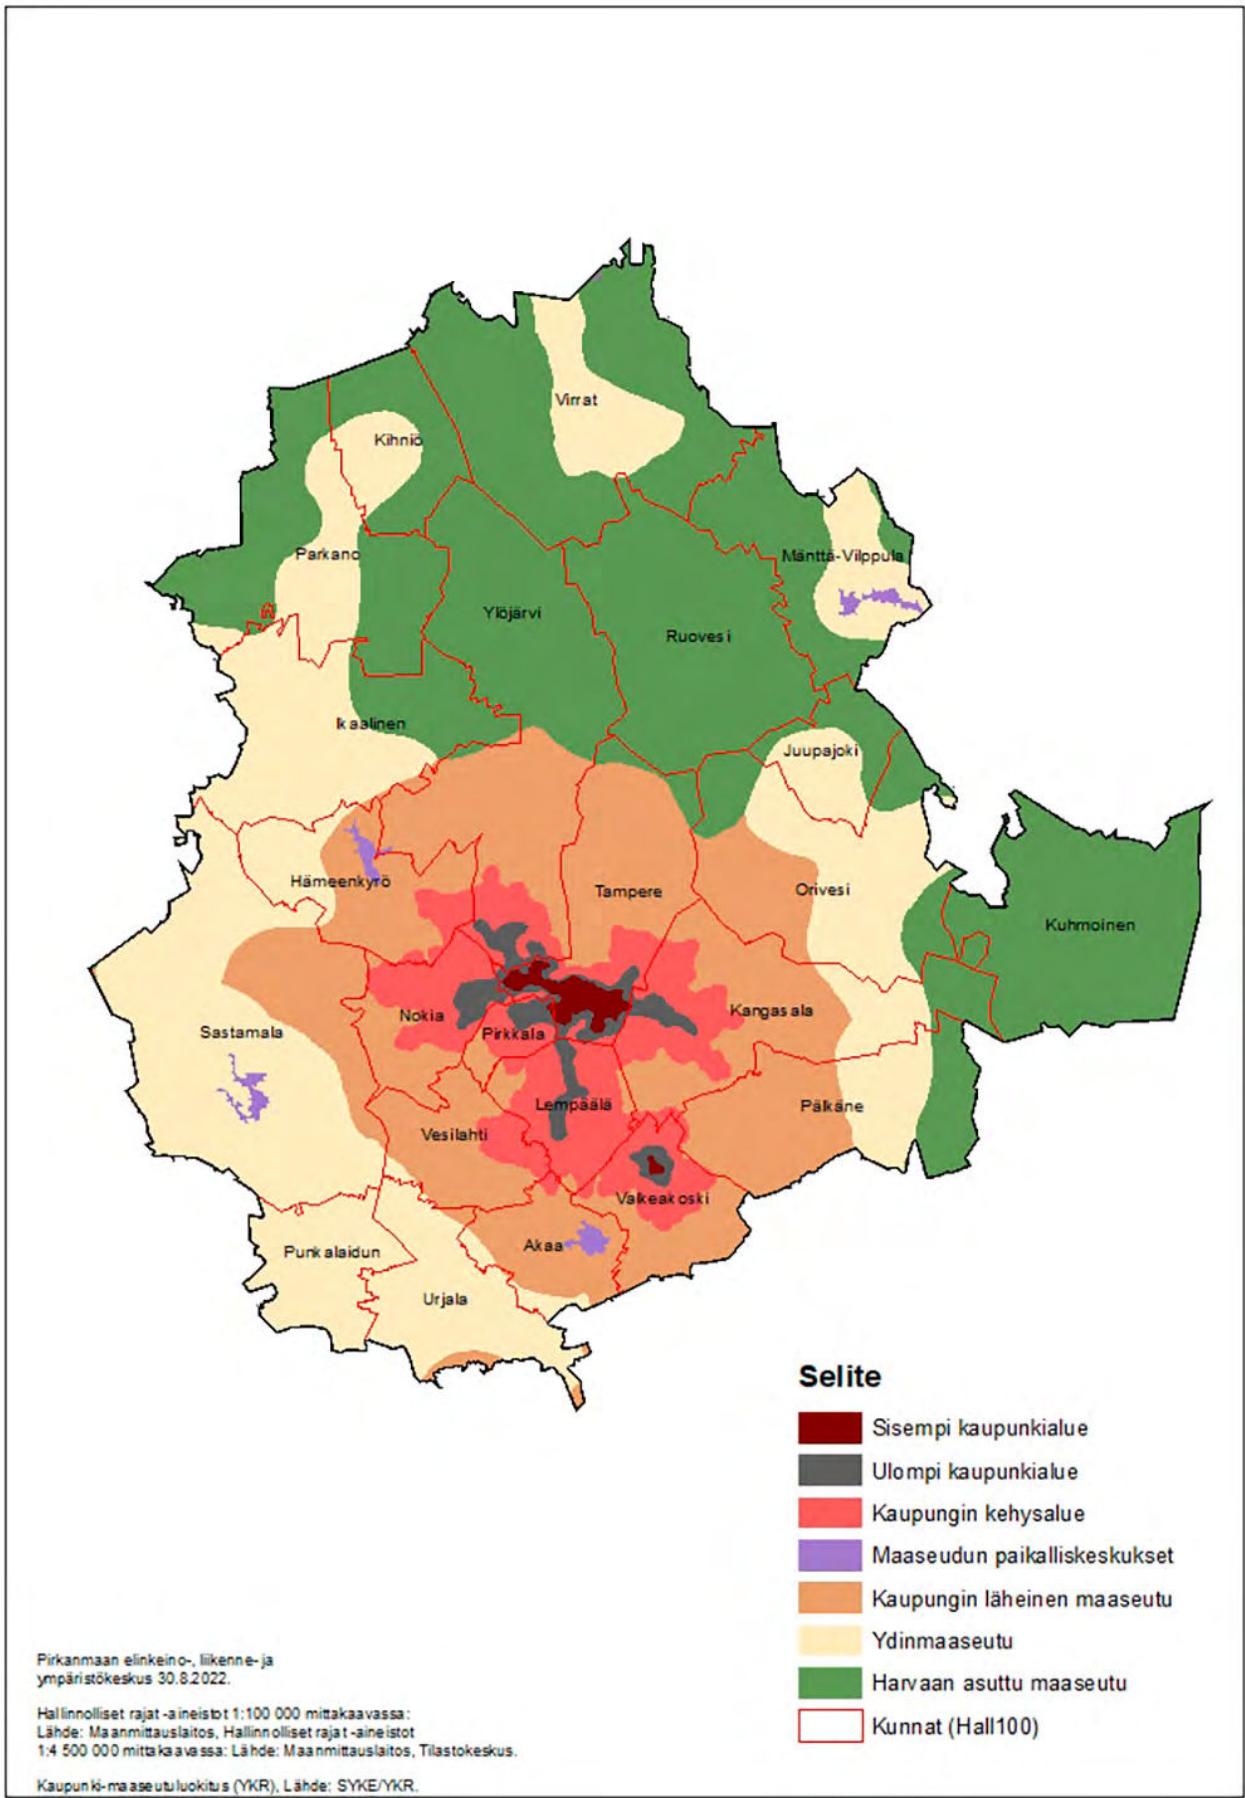 Virrat
Kihniö
Parkano
Mänttä-Vilppula
Ylöjärvi
Ruovesi
Ikaalinen
Juupajoki
Hämeenkyrö
Tampere
Orivesi
Kuhmoinen
Sastamala
Nokia
Pirkkala
Kangasala
Lempäälä
Pälkäne
Vesilahti
Valkeakoski
Akaa
Punkalaidun
Urjala
Selite
Sisempi kaupunkialue
Ulompi kaupunkialue
Kaupungin kehysalue
Maaseudun paikalliskeskukset
Kaupungin läheinen maaseutu
Ydinmaaseutu
Harvaan asuttu maaseutu
Kunnat (Hall100)
Pirkanmaan elinkeino-, liikenne- ja
ympäristökeskus 30.8.2022.
Hallinnolliset rajat -aineistot 1:100 000 mittakaavassa:
Lähde: Maanmittauslaitos, Hallinnolliset rajat -aineistot
1:4 500 000 mittakaavassa: Lähde: Maanmittauslaitos, Tilastokeskus.
Kaupunki-maaseutuluokitus (YKR), Lähde: SYKE/YKR.